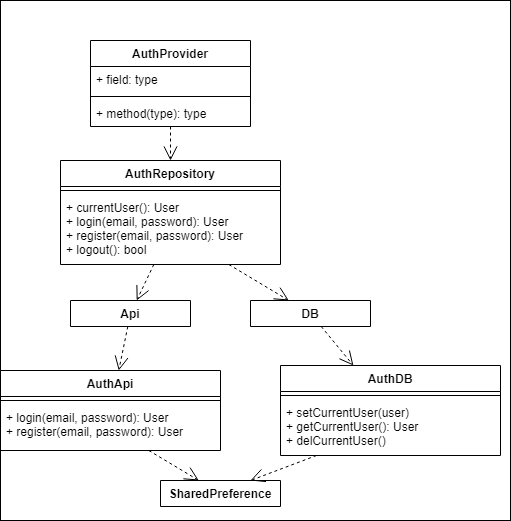 AuthProvider
+ field: type
+ method(type): type
AuthRepository
+ currentUser(): User
+ login(email, password): User
+ register(email, password): User
+ logout(): bool
Api
DB
AuthApi
+ login(email, password): User
+ register(email, password): User
AuthDB
+ setCurrentUser(user)
+ getCurrentUser(): User
+ delCurrentUser()
SharedPreference